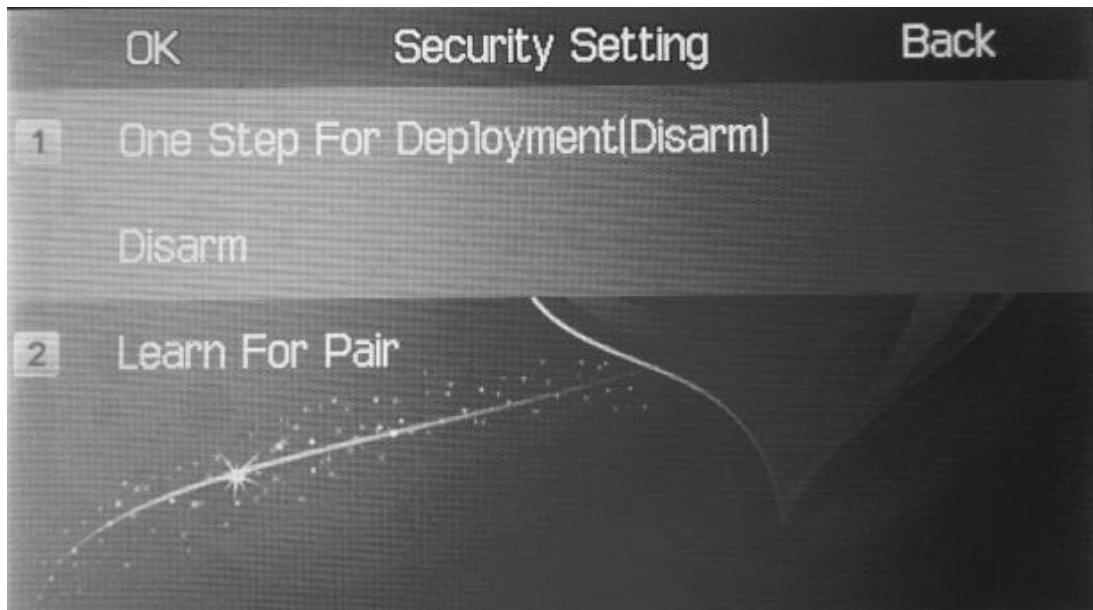 OK Security Setting Back
1 One Step For Deployment(Disarm)
Disarm
2 Learn For Pair